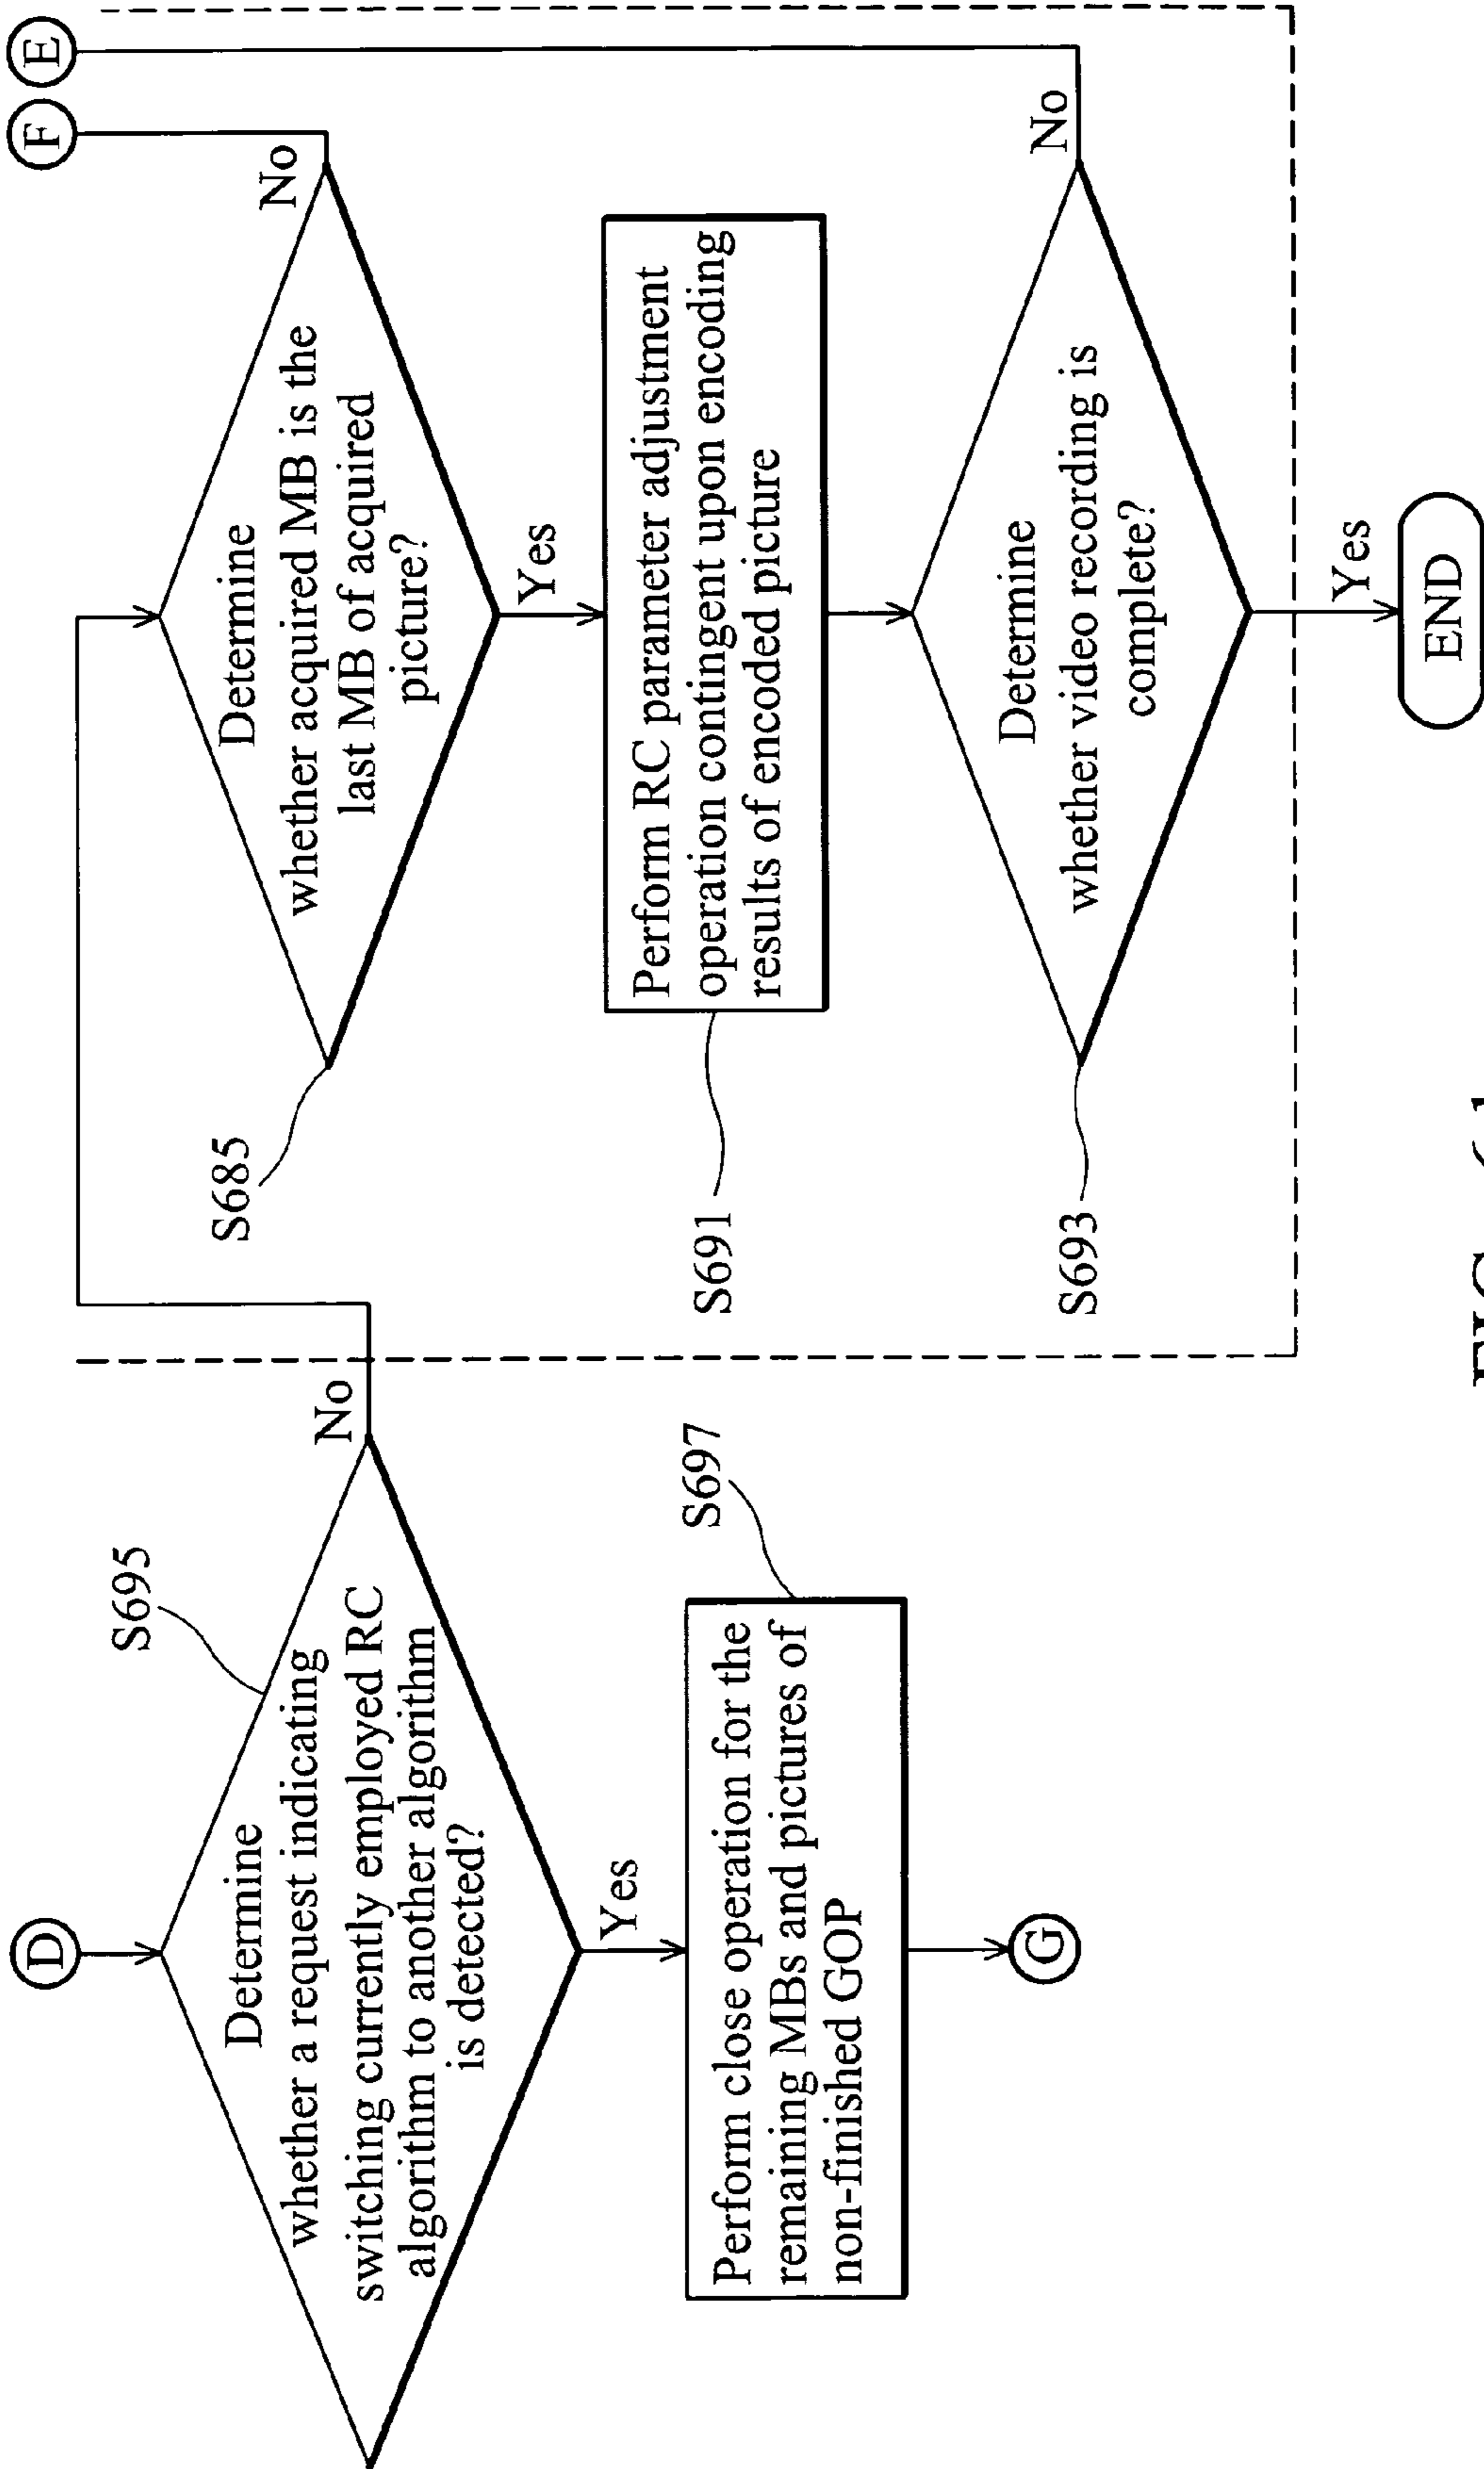 D
Determine
whether a request indicating
switching currently employed RC
algorithm to another algorithm
is detected?
S695
No
Yes
Perform close operation for the
remaining MBs and pictures of
non-finished GOP
S697
G
F
E
Determine
whether acquired MB is the
last MB of acquired
picture?
S685
No
Yes
Perform RC parameter adjustment
operation contingent upon encoding
results of encoded picture
S691
Determine
whether video recording is
complete?
S693
No
Yes
END